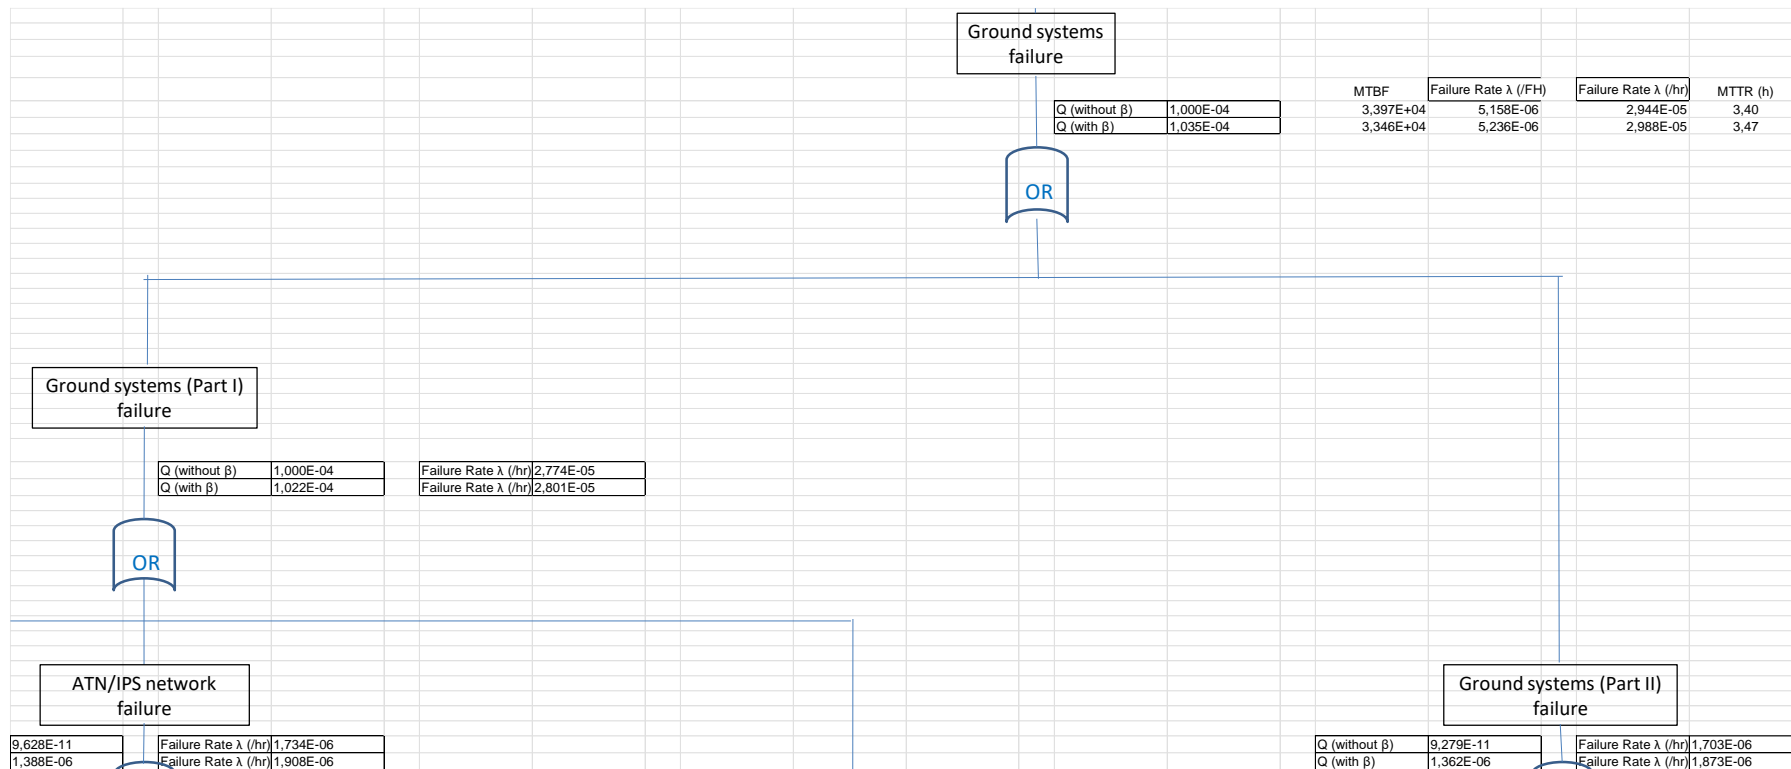 Ground systems
failure
MTBF Failure Rate λ (/FH) Failure Rate λ (/hr) MTTR (h)
Q (without β) 1,000E-04 3,397E+04 5,158E-06 2,944E-05 3,40
Q (with β) 1,035E-04 3,346E+04 5,236E-06 2,988E-05 3,47
OR
Ground systems (Part I)
failure
Q (without β) 1,000E-04 Failure Rate λ (/hr) 2,774E-05
Q (with β) 1,022E-04 Failure Rate λ (/hr) 2,801E-05
OR
ATN/IPS network
failure
Ground systems (Part II)
failure
9,628E-11 Failure Rate λ (/hr) 1,734E-06 Q (without β) 9,279E-11 Failure Rate λ (/hr) 1,703E-06
1,388E-06 Failure Rate λ (/hr) 1,908E-06 Q (with β) 1,362E-06 Failure Rate λ (/hr) 1,873E-06